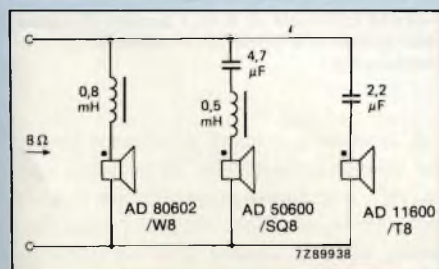 4,7
μF
0,8
mH
0,5
mH
2,2
μF
8Ω
AD 80602
/W8
AD 50600
/SQ8
AD 11600
/T8
7Z89938